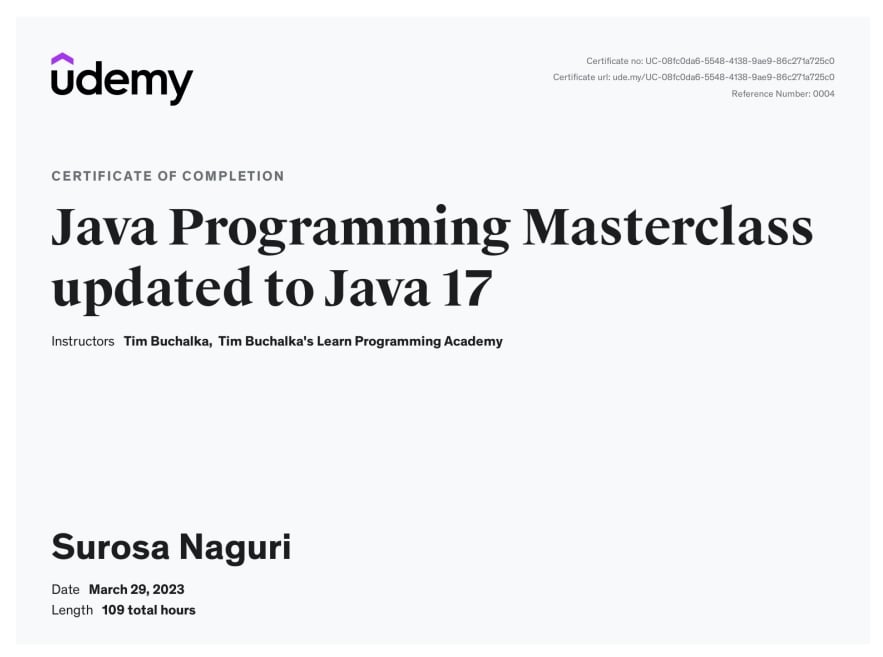 udemy
Certificate no: UC-08fc0da6-5548-4138-9ae9-86c271a725c0
Certificate url: ude.my/UC-08fc0da6-5548-4138-9ae9-86c271a725c0
Reference Number: 0004
CERTIFICATE OF COMPLETION
Java Programming Masterclass
updated to Java 17
Instructors Tim Buchalka, Tim Buchalka's Learn Programming Academy
Surosa Naguri
Date March 29, 2023
Length 109 total hours